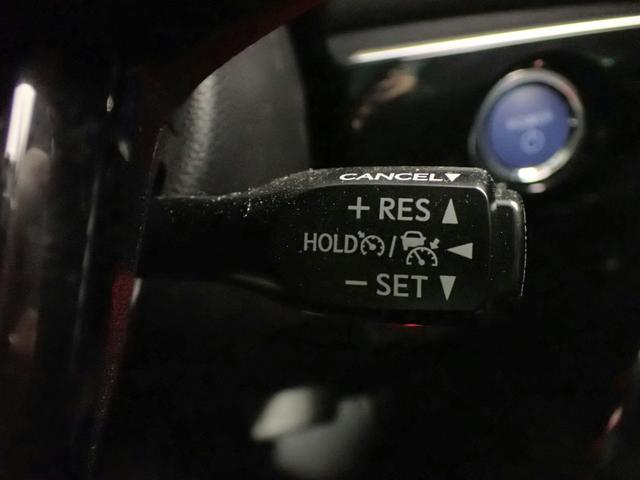 CANCEL▼
+ RES ▲
HOLD / ◄
− SET ▼